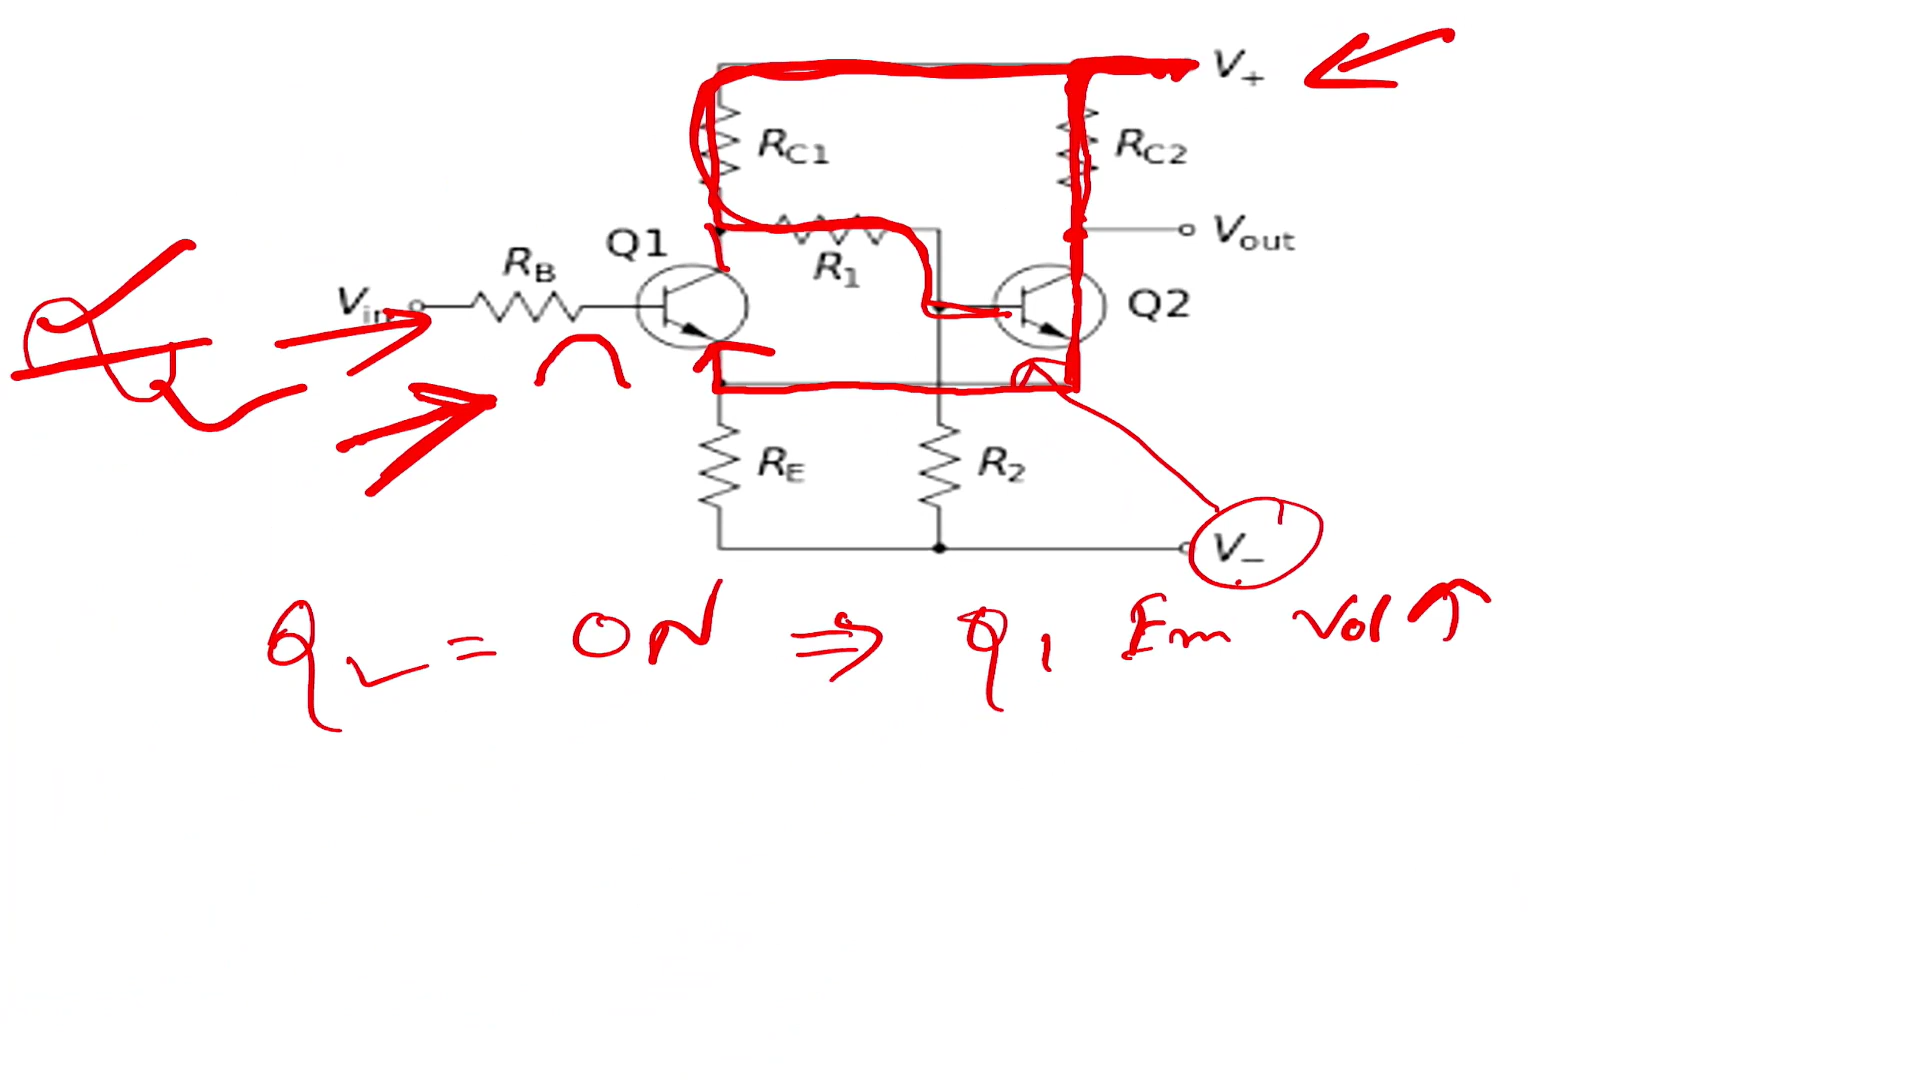 V+
RC1
RC2
Q1
Vout
RB
R1
Vin
Q2
RE
R2
V−
Q2 = ON ⇒ Q1 Em Vol ↑